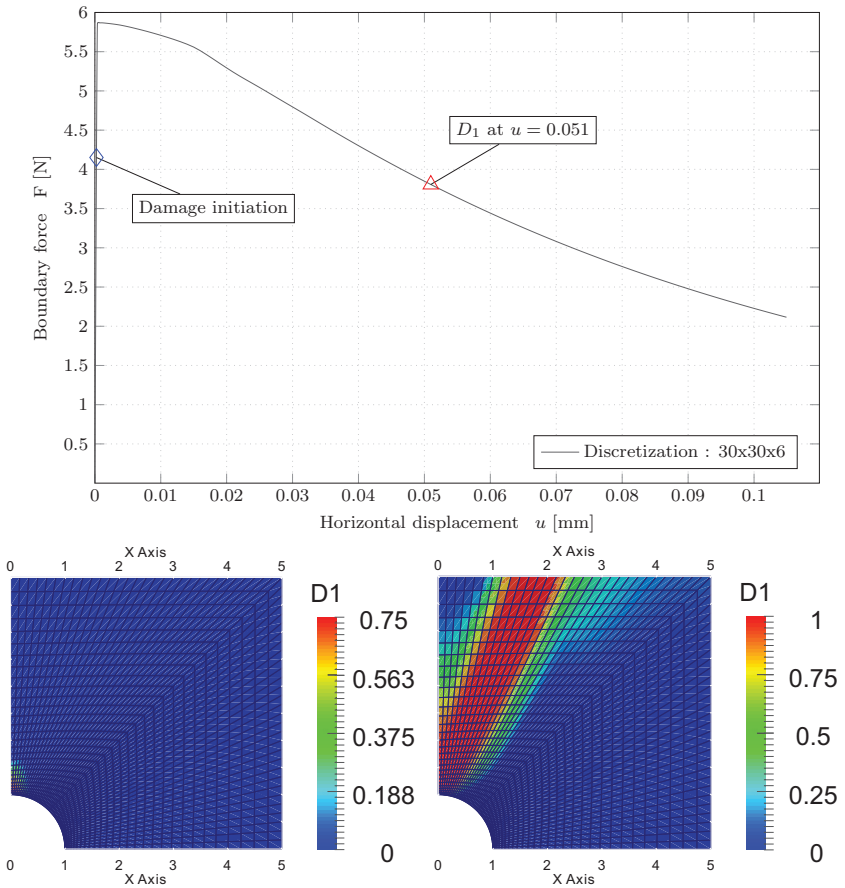 6
5.5
5
4.5
4
3.5
3
2.5
2
1.5
1
0.5
Boundary force F [N]
D1 at u = 0.051
Damage initiation
Discretization : 30x30x6
0 0.01 0.02 0.03 0.04 0.05 0.06 0.07 0.08 0.09 0.1
Horizontal displacement u [mm]
X Axis
0 1 2 3 4 5
D1
0.75
0.563
0.375
0.188
0
0 1 2 3 4 5
X Axis
X Axis
0 1 2 3 4 5
D1
1
0.75
0.5
0.25
0
0 1 2 3 4 5
X Axis